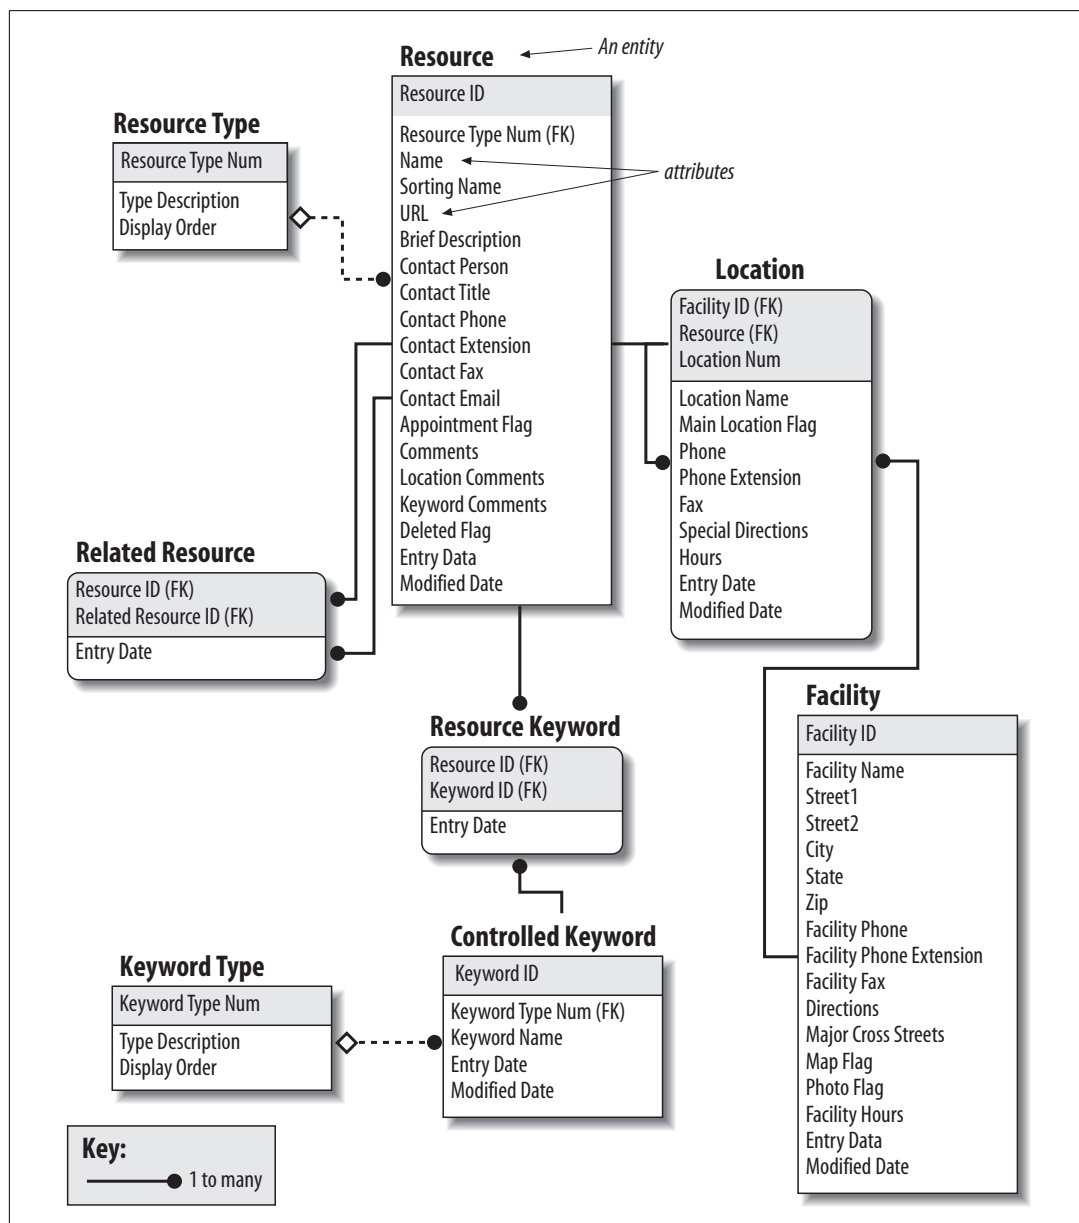 Resource
An entity
Resource ID
Resource Type Num (FK)
Name
Sorting Name
URL
Brief Description
Contact Person
Contact Title
Contact Phone
Contact Extension
Contact Fax
Contact Email
Appointment Flag
Comments
Location Comments
Keyword Comments
Deleted Flag
Entry Data
Modified Date
attributes
Resource Type
Resource Type Num
Type Description
Display Order
Location
Facility ID (FK)
Resource (FK)
Location Num
Location Name
Main Location Flag
Phone
Phone Extension
Fax
Special Directions
Hours
Entry Date
Modified Date
Related Resource
Resource ID (FK)
Related Resource ID (FK)
Entry Date
Resource Keyword
Resource ID (FK)
Keyword ID (FK)
Entry Date
Facility
Facility ID
Facility Name
Street1
Street2
City
State
Zip
Facility Phone
Facility Phone Extension
Facility Fax
Directions
Major Cross Streets
Map Flag
Photo Flag
Facility Hours
Entry Data
Modified Date
Controlled Keyword
Keyword ID
Keyword Type Num (FK)
Keyword Name
Entry Date
Modified Date
Keyword Type
Keyword Type Num
Type Description
Display Order
Key:
1 to many